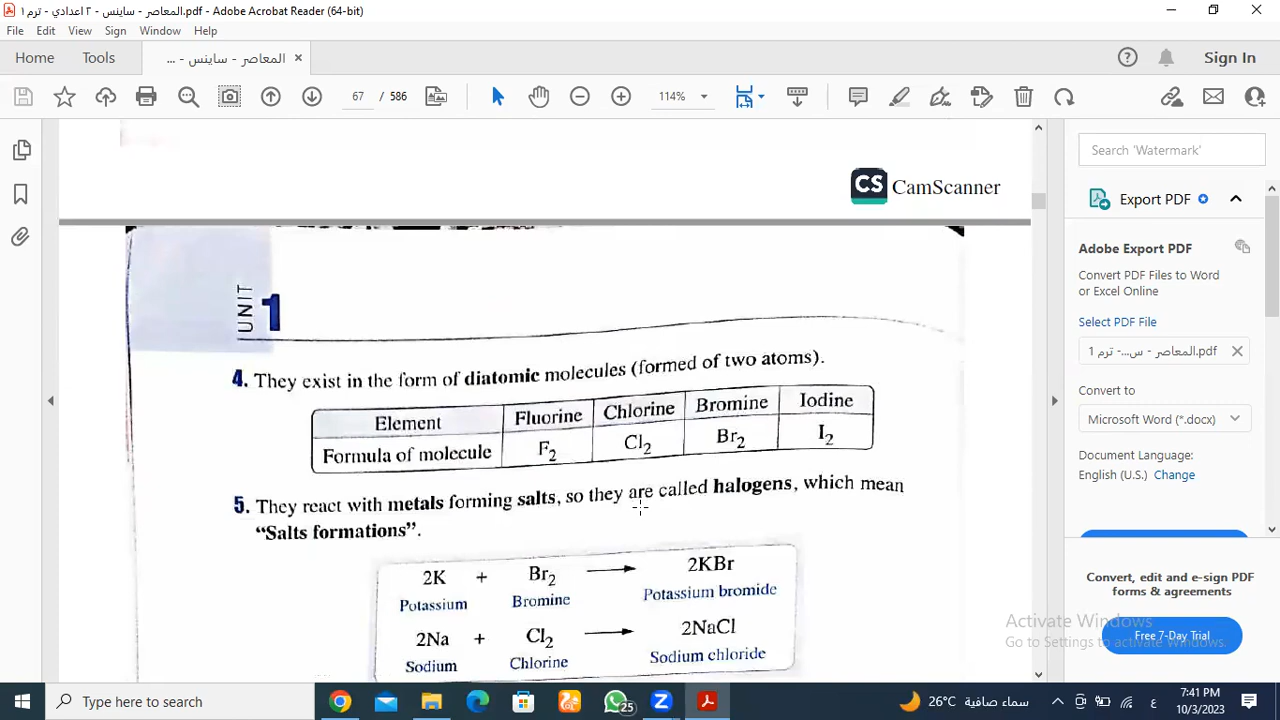 المعاصر - ساينس - ٢ اعدادي - ترم ١.pdf - Adobe Acrobat Reader (64-bit)
File Edit View Sign Window Help
Home Tools المعاصر - ساينس - ... × Sign In
67 / 586 114%
Search 'Watermark'
CS CamScanner
Export PDF
Adobe Export PDF
Convert PDF Files to Word
or Excel Online
Select PDF File
المعاصر - س...- ترم 1.pdf
Convert to
Microsoft Word (*.docx)
Document Language:
English (U.S.) Change
Convert, edit and e-sign PDF
forms & agreements
Free 7-Day Trial
UNIT 1
4. They exist in the form of diatomic molecules (formed of two atoms).
Element Fluorine Chlorine Bromine Iodine
Formula of molecule F2 Cl2 Br2 I2
5. They react with metals forming salts, so they are called halogens, which mean
“Salts formations”.
2K + Br2 → 2KBr
Potassium Bromine Potassium bromide
2Na + Cl2 → 2NaCl
Sodium Chlorine Sodium chloride
Activate Windows
Go to Settings to activate Windows.
Type here to search
25
26°C سماء صافية
ع
7:41 PM
10/3/2023